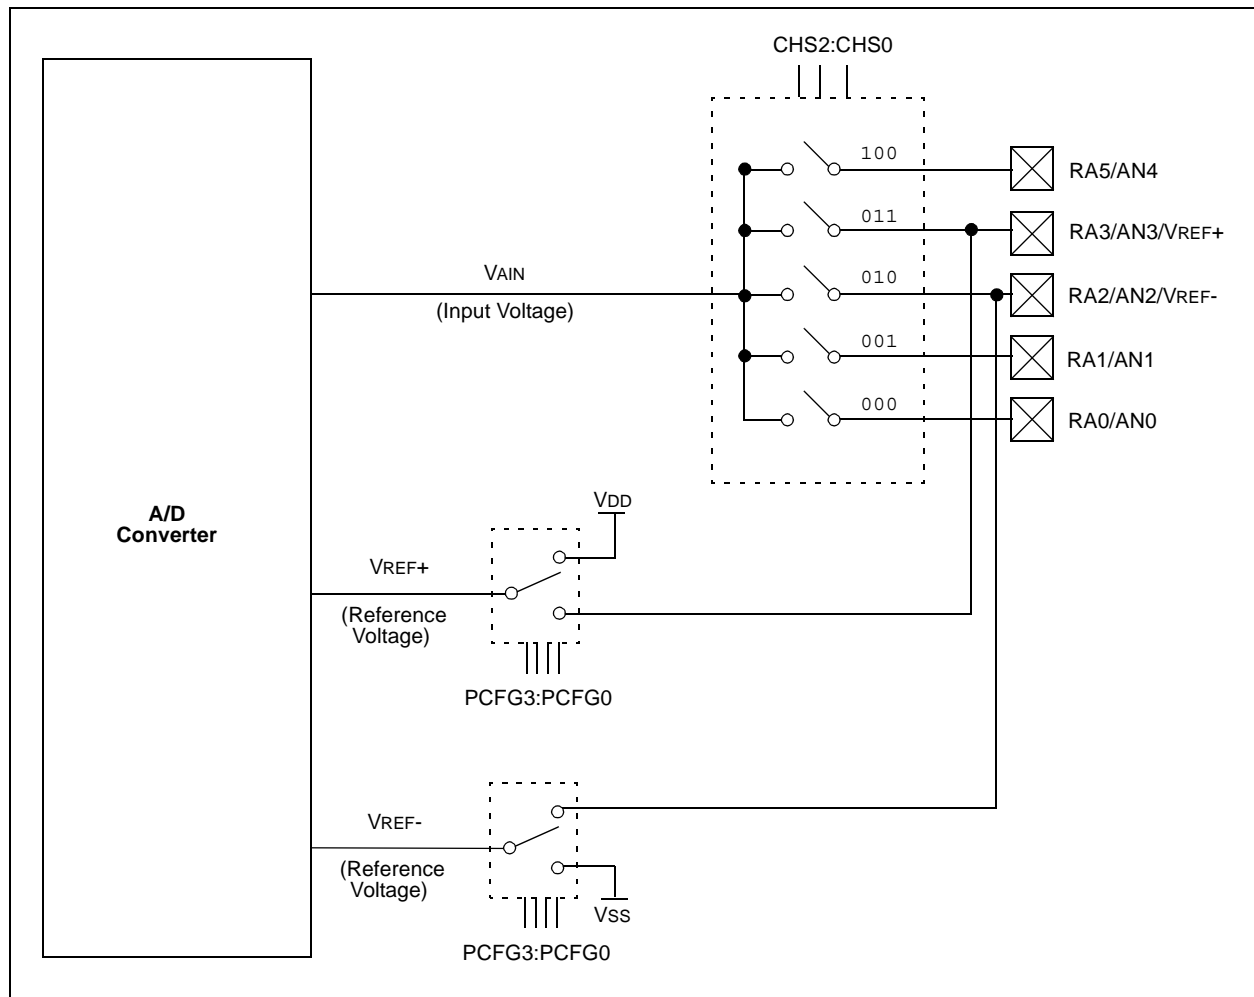 CHS2:CHS0
100
RA5/AN4
011
RA3/AN3/VREF+
VAIN
(Input Voltage)
010
RA2/AN2/VREF-
001
RA1/AN1
000
RA0/AN0
A/D
Converter
VDD
VREF+
(Reference
Voltage)
PCFG3:PCFG0
VREF-
(Reference
Voltage)
VSS
PCFG3:PCFG0